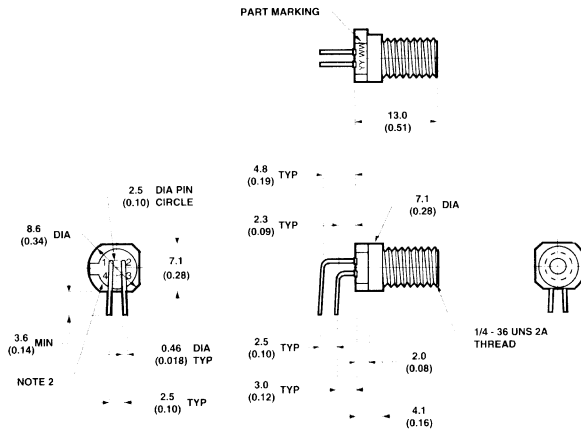 PART MARKING
YY WW
13.0
(0.51)
4.8
(0.19) TYP
2.5 DIA PIN
(0.10) CIRCLE
7.1
(0.28) DIA
8.6
(0.34) DIA
2.3
(0.09) TYP
1 2
4 3
7.1
(0.28)
3.6
(0.14) MIN
0.46 DIA
(0.018) TYP
2.5
(0.10) TYP
1/4 - 36 UNS 2A
THREAD
2.0
(0.08)
NOTE 2
2.5
(0.10) TYP
3.0
(0.12) TYP
4.1
(0.16)